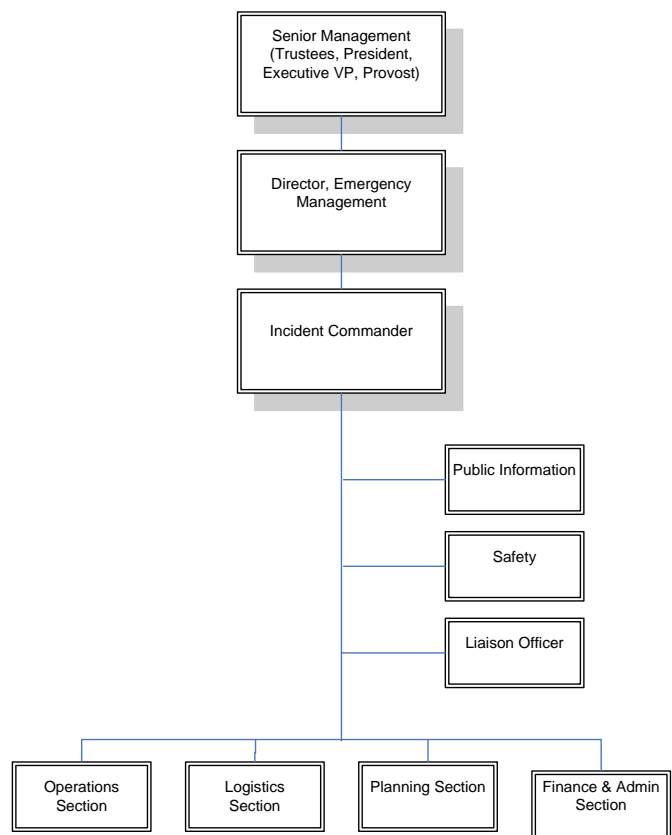 Senior Management
(Trustees, President,
Executive VP, Provost)
Director, Emergency
Management
Incident Commander
Public Information
Safety
Liaison Officer
Operations
Section
Logistics
Section
Planning Section
Finance & Admin
Section